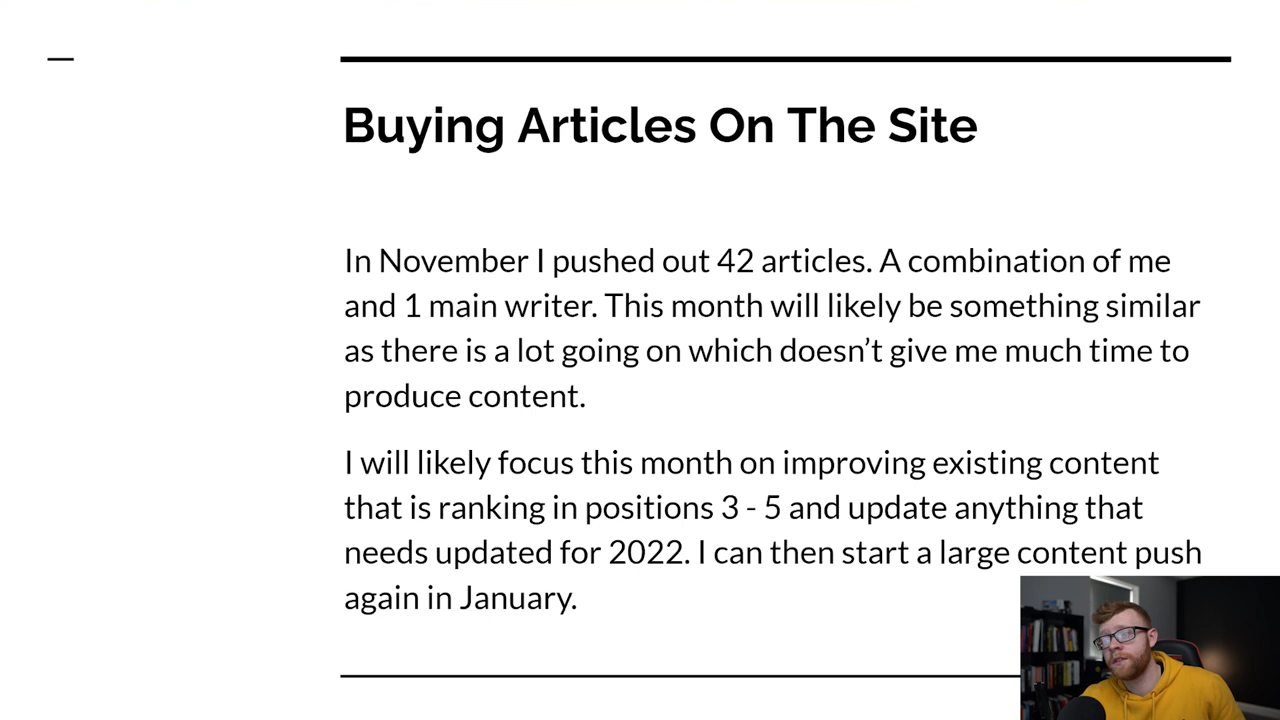 Buying Articles On The Site
In November I pushed out 42 articles. A combination of me
and 1 main writer. This month will likely be something similar
as there is a lot going on which doesn’t give me much time to
produce content.
I will likely focus this month on improving existing content
that is ranking in positions 3 - 5 and update anything that
needs updated for 2022. I can then start a large content push
again in January.